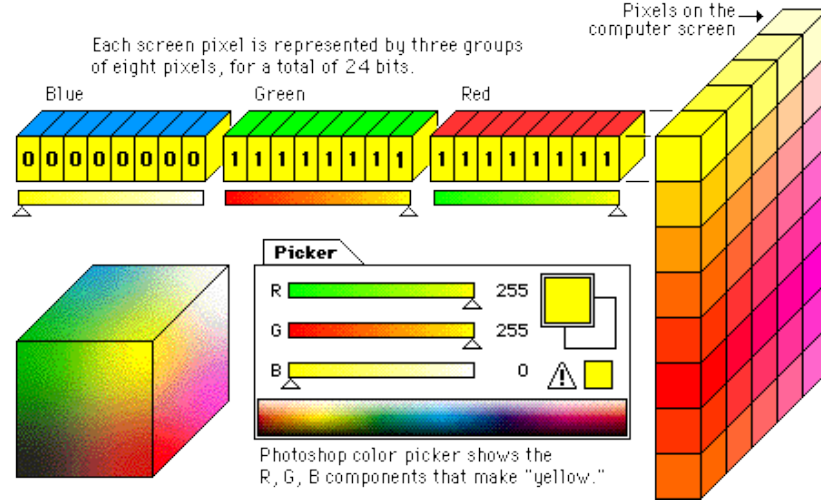 Pixels on the
computer screen
Each screen pixel is represented by three groups
of eight pixels, for a total of 24 bits.
Blue Green Red
0 0 0 0 0 0 0 0 1 1 1 1 1 1 1 1 1 1 1 1 1 1 1 1
Picker
R 255
G 255
B 0
Photoshop color picker shows the
R, G, B components that make "yellow."